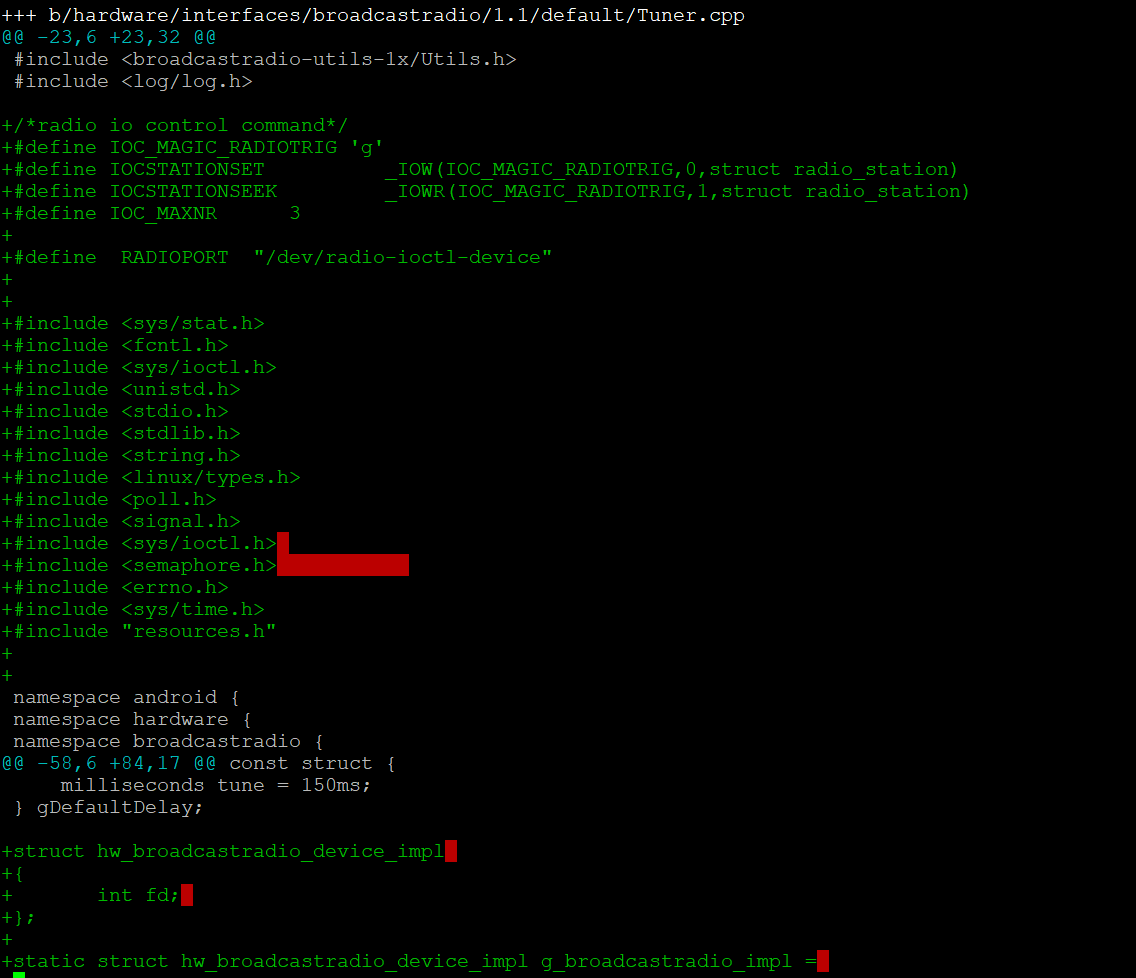 +++ b/hardware/interfaces/broadcastradio/1.1/default/Tuner.cpp
@@ -23,6 +23,32 @@
 #include <broadcastradio-utils-1x/Utils.h>
 #include <log/log.h>

+/*radio io control command*/
+#define IOC_MAGIC_RADIOTRIG 'g'
+#define IOCSTATIONSET          _IOW(IOC_MAGIC_RADIOTRIG,0,struct radio_station)
+#define IOCSTATIONSEEK         _IOWR(IOC_MAGIC_RADIOTRIG,1,struct radio_station)
+#define IOC_MAXNR      3
+
+#define  RADIOPORT  "/dev/radio-ioctl-device"
+
+
+#include <sys/stat.h>
+#include <fcntl.h>
+#include <sys/ioctl.h>
+#include <unistd.h>
+#include <stdio.h>
+#include <stdlib.h>
+#include <string.h>
+#include <linux/types.h>
+#include <poll.h>
+#include <signal.h>
+#include <sys/ioctl.h>
+#include <semaphore.h>
+#include <errno.h>
+#include <sys/time.h>
+#include "resources.h"
+
+
 namespace android {
 namespace hardware {
 namespace broadcastradio {
@@ -58,6 +84,17 @@ const struct {
     milliseconds tune = 150ms;
 } gDefaultDelay;

+struct hw_broadcastradio_device_impl
+{
+       int fd;
+};
+
+static struct hw_broadcastradio_device_impl g_broadcastradio_impl =